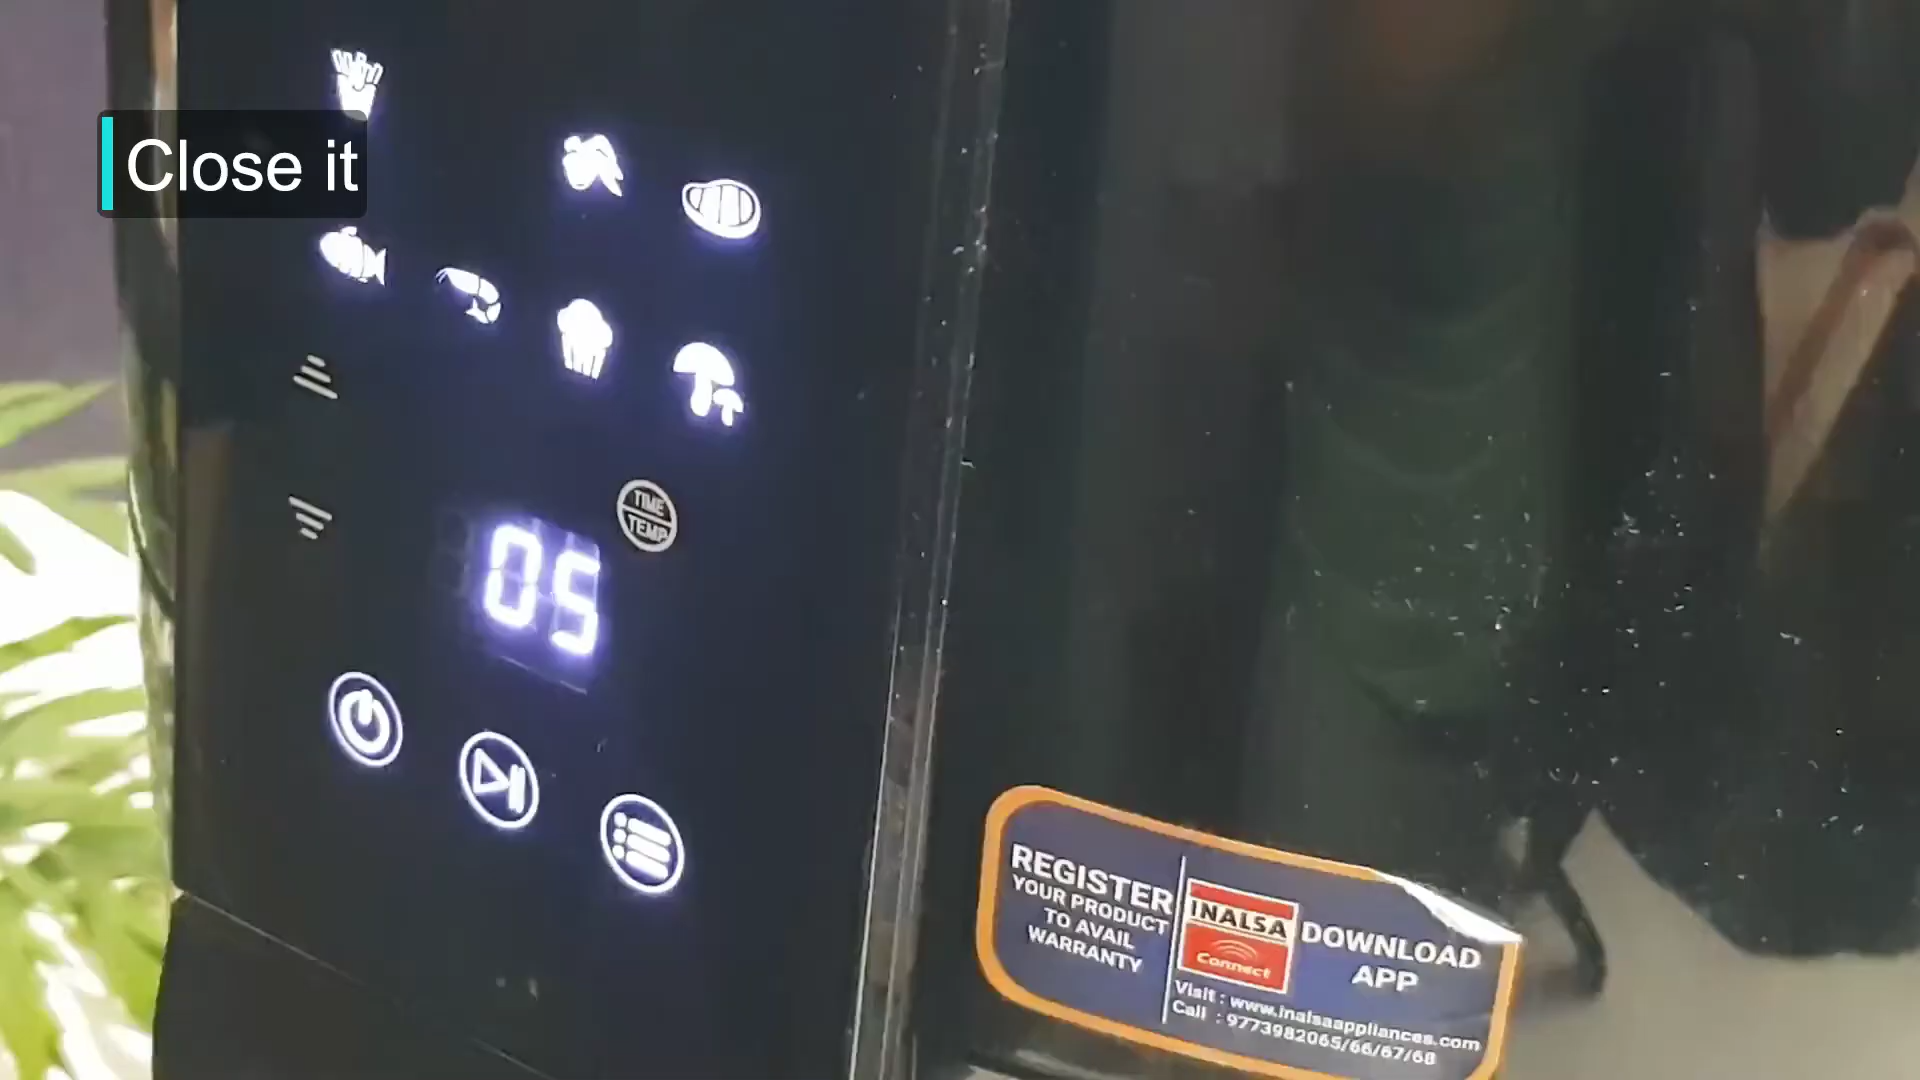 Close it
TIME
TEMP
05
REGISTER
YOUR PRODUCT
TO AVAIL
WARRANTY
INALSA
Connect
DOWNLOAD
APP
Visit : www.inalsaappliances.com
Call : 9773982065/66/67/68